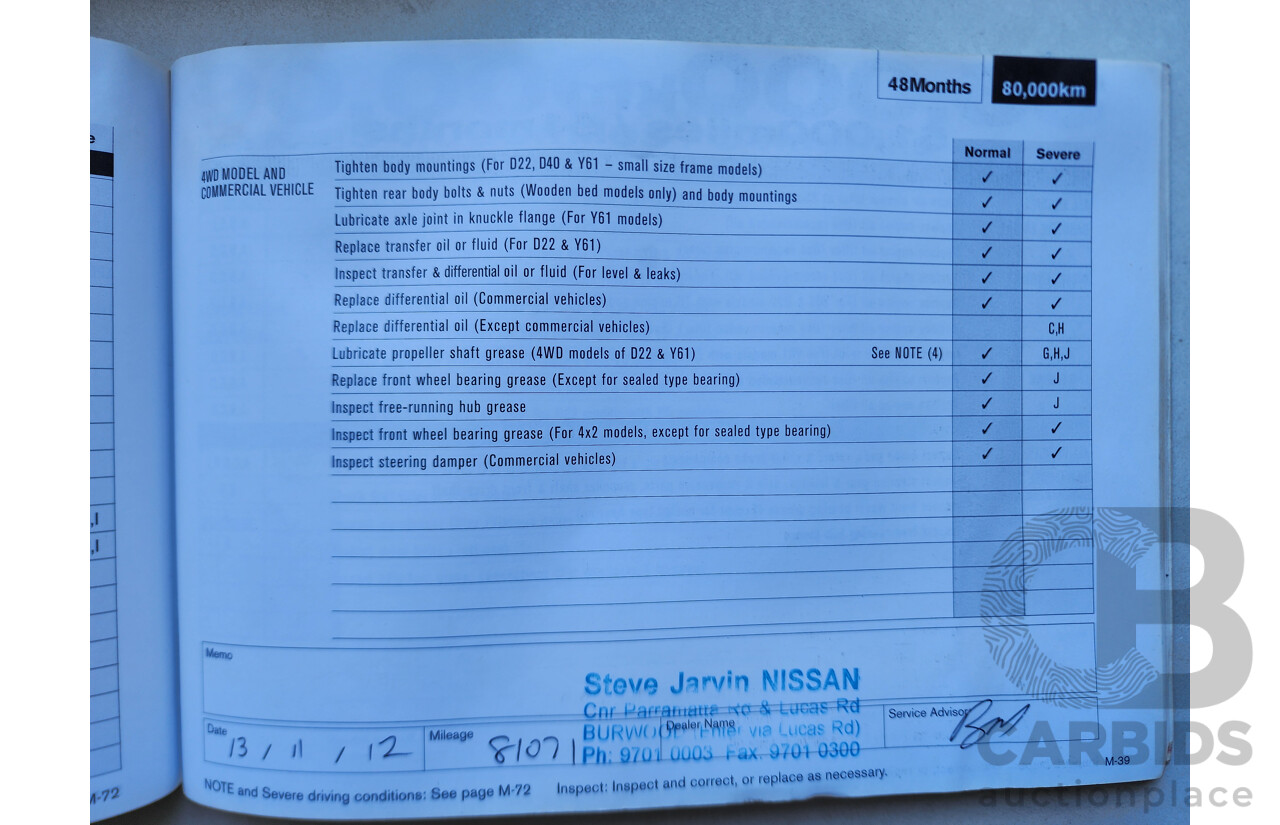 48Months 80,000km
Normal Severe
4WD MODEL AND COMMERCIAL VEHICLE
Tighten body mountings (For D22, D40 & Y61 – small size frame models) ✓ ✓
Tighten rear body bolts & nuts (Wooden bed models only) and body mountings ✓ ✓
Lubricate axle joint in knuckle flange (For Y61 models) ✓ ✓
Replace transfer oil or fluid (For D22 & Y61) ✓ ✓
Inspect transfer & differential oil or fluid (For level & leaks) ✓ ✓
Replace differential oil (Commercial vehicles) ✓ ✓
Replace differential oil (Except commercial vehicles) C,H
Lubricate propeller shaft grease (4WD models of D22 & Y61) See NOTE (4) ✓ G,H,J
Replace front wheel bearing grease (Except for sealed type bearing) ✓ J
Inspect free-running hub grease ✓ J
Inspect front wheel bearing grease (For 4x2 models, except for sealed type bearing) ✓ ✓
Inspect steering damper (Commercial vehicles) ✓ ✓
,I
,I
Memo
Steve Jarvin NISSAN
Cnr Parramatta Rd & Lucas Rd
BURWOOD (Enter via Lucas Rd)
Ph: 9701 0003 Fax: 9701 0300
Date 13 / 11 / 12
Mileage 81071
Dealer Name
Service Advisor
NOTE and Severe driving conditions: See page M-72 Inspect: Inspect and correct, or replace as necessary.
M-39
M-72
CB
CARBIDS
auctionplace